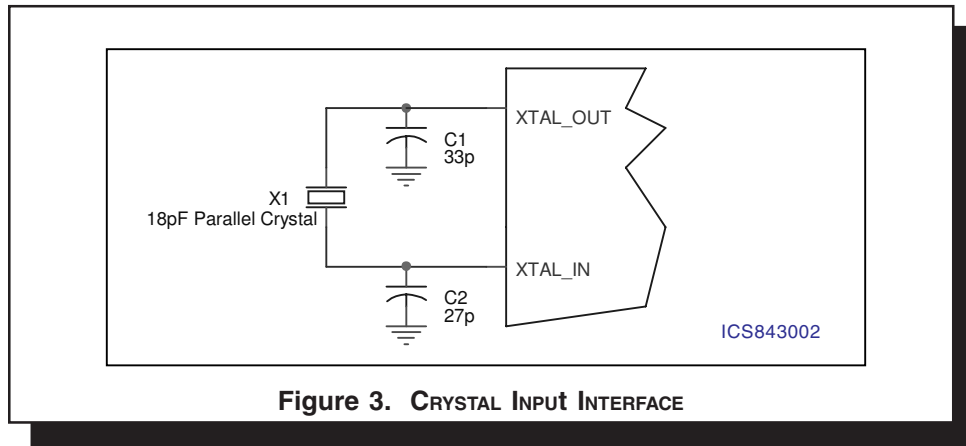 XTAL_OUT
C1
33p
X1
18pF Parallel Crystal
XTAL_IN
C2
27p
ICS843002
Figure 3. CRYSTAL INPUt INTERFACE